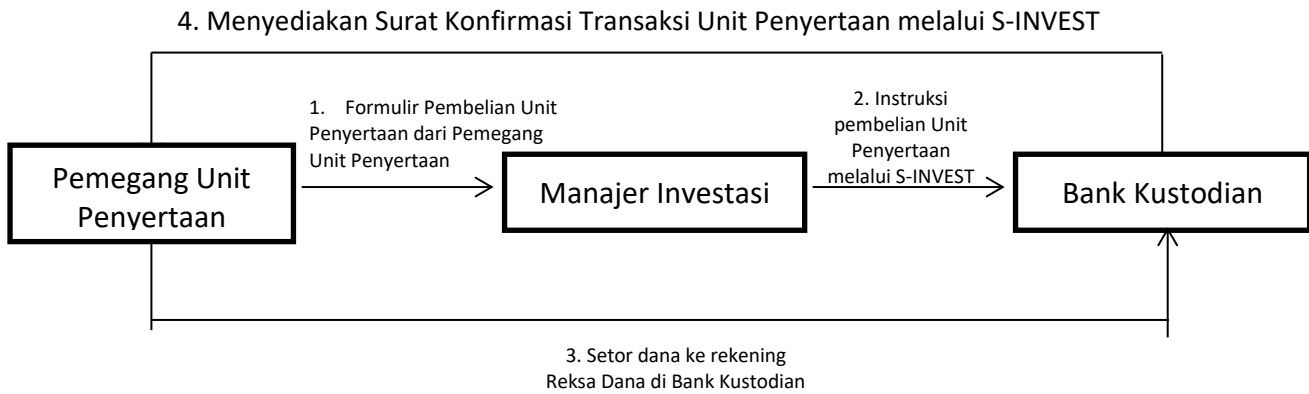 4. Menyediakan Surat Konfirmasi Transaksi Unit Penyertaan melalui S-INVEST
1. Formulir Pembelian Unit
Penyertaan dari Pemegang
Unit Penyertaan
2. Instruksi
pembelian Unit
Penyertaan
melalui S-INVEST
Pemegang Unit
Penyertaan
Manajer Investasi
Bank Kustodian
3. Setor dana ke rekening
Reksa Dana di Bank Kustodian